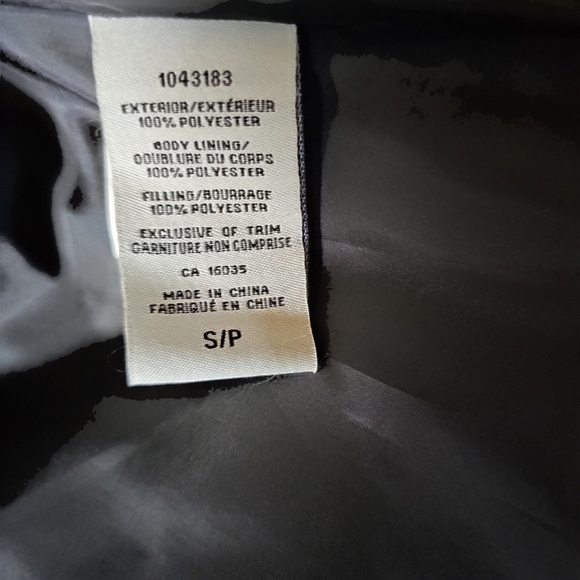 1043183
EXTERIOR/EXTÉRIEUR
100% POLYESTER
BODY LINING/
DOUBLURE DU CORPS
100% POLYESTER
FILLING/BOURRAGE
100% POLYESTER
EXCLUSIVE OF TRIM
GARNITURE NON COMPRISE
CA 16035
MADE IN CHINA
FABRIQUÉ EN CHINE
S/P